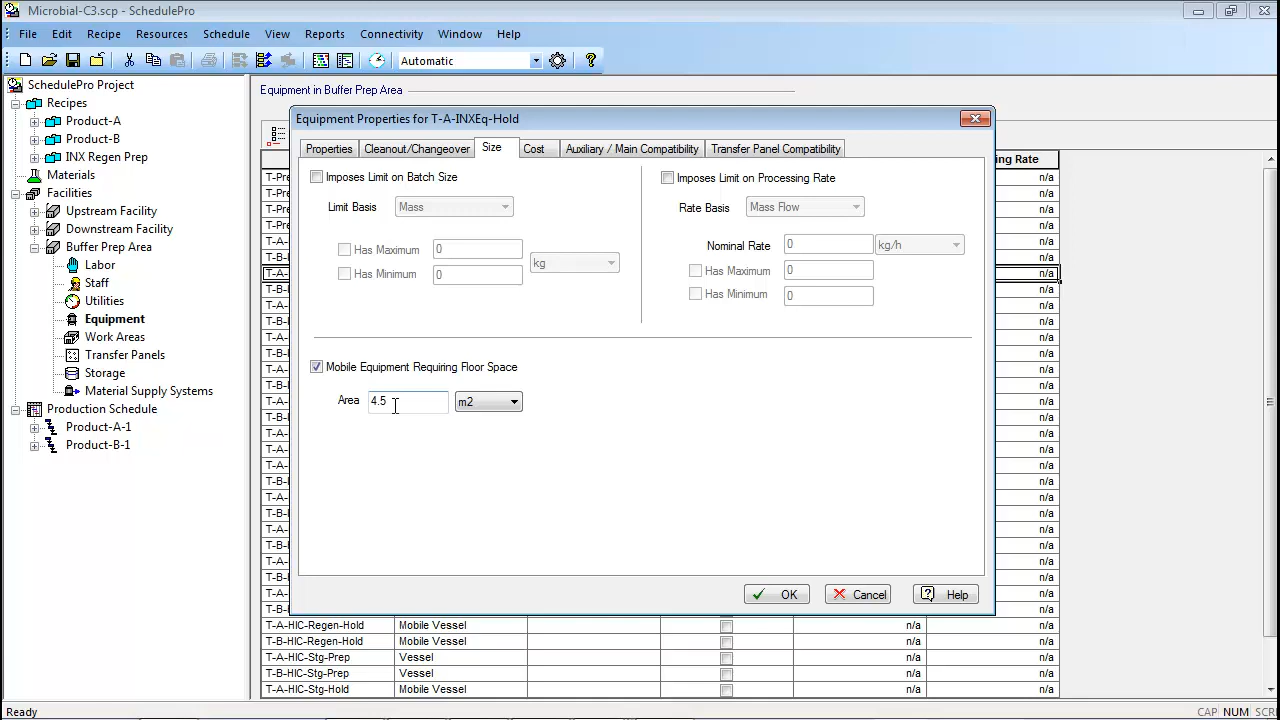 Microbial-C3.scp - SchedulePro
File Edit Recipe Resources Schedule View Reports Connectivity Window Help
Automatic
SchedulePro Project
Recipes
Product-A
Product-B
INX Regen Prep
Materials
Facilities
Upstream Facility
Downstream Facility
Buffer Prep Area
Labor
Staff
Utilities
Equipment
Work Areas
Transfer Panels
Storage
Material Supply Systems
Production Schedule
Product-A-1
Product-B-1
Equipment in Buffer Prep Area
Equipment Properties for T-A-INXEq-Hold
Properties Cleanout/Changeover Size Cost Auxiliary / Main Compatibility Transfer Panel Compatibility
Imposes Limit on Batch Size
Limit Basis Mass
Has Maximum 0
Has Minimum 0
kg
Imposes Limit on Processing Rate
Rate Basis Mass Flow
Nominal Rate 0 kg/h
Has Maximum 0
Has Minimum 0
Mobile Equipment Requiring Floor Space
Area 4.5 m2
OK Cancel Help
ing Rate
T-Pre n/a
T-Pre n/a
T-Pre n/a
T-Pre n/a
T-A- n/a
T-B- n/a
T-A- n/a
T-B- n/a
T-A- n/a
T-B- n/a
T-A- n/a
T-B- n/a
T-A- n/a
T-B- n/a
T-A- n/a
T-B- n/a
T-A- n/a
T-B- n/a
T-A- n/a
T-B- n/a
T-A- n/a
T-B- n/a
T-A- n/a
T-B- n/a
T-A- n/a
T-B- n/a
T-A- n/a
T-B- n/a
T-A-HIC-Regen-Hold Mobile Vessel n/a n/a
T-B-HIC-Regen-Hold Mobile Vessel n/a n/a
T-A-HIC-Stg-Prep Vessel n/a n/a
T-B-HIC-Stg-Prep Vessel n/a n/a
T-A-HIC-Stg-Hold Mobile Vessel n/a n/a
Ready
CAP NUM SCR